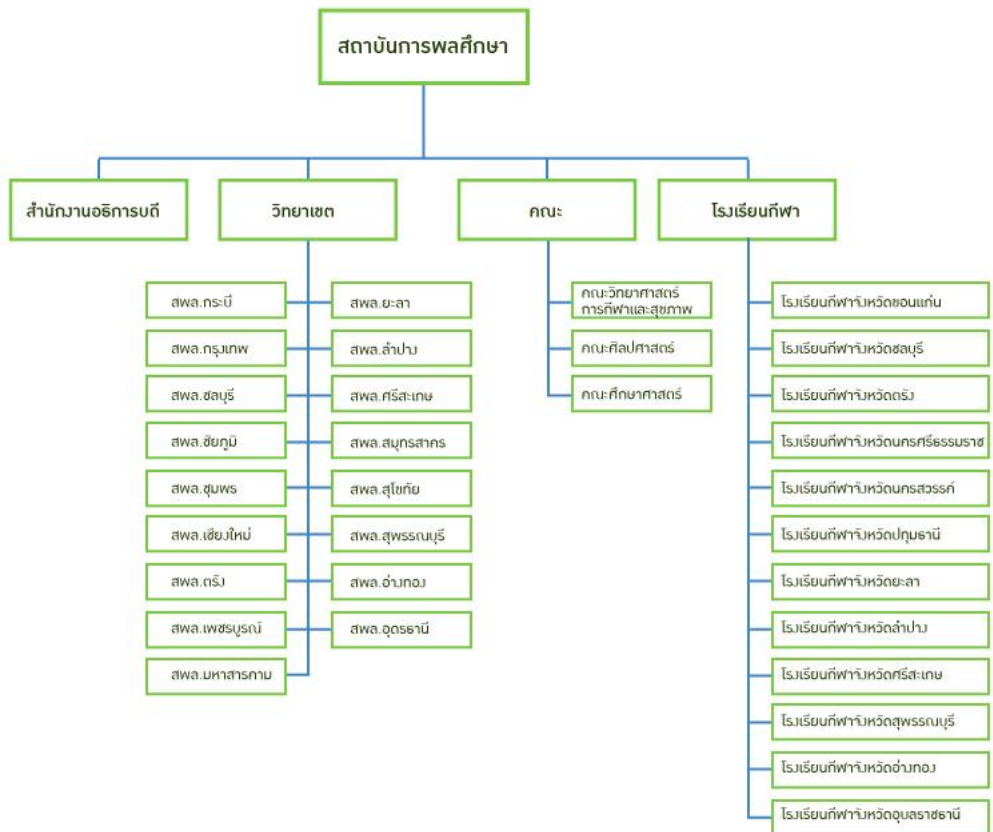 สถาบันการพลศึกษา
สำนักงานอธิการบดี
วิทยาเขต
คณะ
โรงเรียนกีฬา
สพล.กระบี่
สพล.กรุงเทพ
สพล.ชลบุรี
สพล.ชัยภูมิ
สพล.ชุมพร
สพล.เชียงใหม่
สพล.ตรัง
สพล.เพชรบูรณ์
สพล.มหาสารคาม
สพล.ยะลา
สพล.ลำปาง
สพล.ศรีสะเกษ
สพล.สมุทรสาคร
สพล.สุโขทัย
สพล.สุพรรณบุรี
สพล.อ่างทอง
สพล.อุดรธานี
คณะวิทยาศาสตร์
การกีฬาและสุขภาพ
คณะศิลปศาสตร์
คณะศึกษาศาสตร์
โรงเรียนกีฬาจังหวัดขอนแก่น
โรงเรียนกีฬาจังหวัดชลบุรี
โรงเรียนกีฬาจังหวัดตรัง
โรงเรียนกีฬาจังหวัดนครศรีธรรมราช
โรงเรียนกีฬาจังหวัดนครสวรรค์
โรงเรียนกีฬาจังหวัดปทุมธานี
โรงเรียนกีฬาจังหวัดยะลา
โรงเรียนกีฬาจังหวัดลำปาง
โรงเรียนกีฬาจังหวัดศรีสะเกษ
โรงเรียนกีฬาจังหวัดสุพรรณบุรี
โรงเรียนกีฬาจังหวัดอ่างทอง
โรงเรียนกีฬาจังหวัดอุบลราชธานี